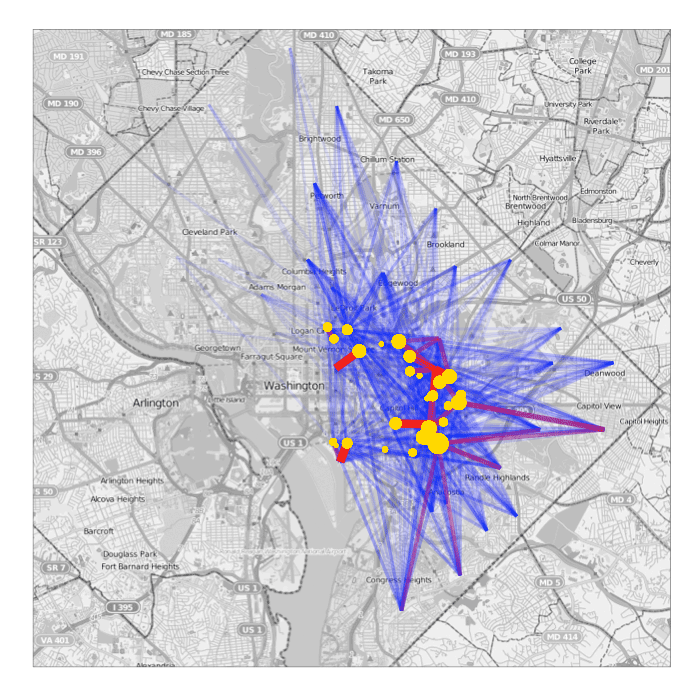 MD 185
MD 410
MD 191
MD 193
College
Park
Takoma
Park
Chevy Chase Section Three
MD 201
MD 190
Chevy Chase Village
MD 410
University Park
MD 650
Riverdale
Park
Brightwood
MD 396
Chillum Station
Hyattsville
Edmonston
Petworth
North Brentwood
Brentwood
Varnum
Highland
Bladensburg
Cleveland Park
SR 123
Brookland
Colmar Manor
Cheverly
Columbia Heights
Edgewood
Adams Morgan
US 50
Logan C
Mount Vernon
Georgetown
Farragut Square
US 29
Deanwood
Washington
Arlington
Little Island
Capitol View
Capitol Heights
US 1
Randle Highlands
Arlington Heights
US 50
Alcova Heights
MD 4
Barcroft
Douglass Park
Fort Barnard Heights
SR 7
Congress Heights
US 1
MD 5
I 395
US 1
VA 401
MD 414
Alexandria